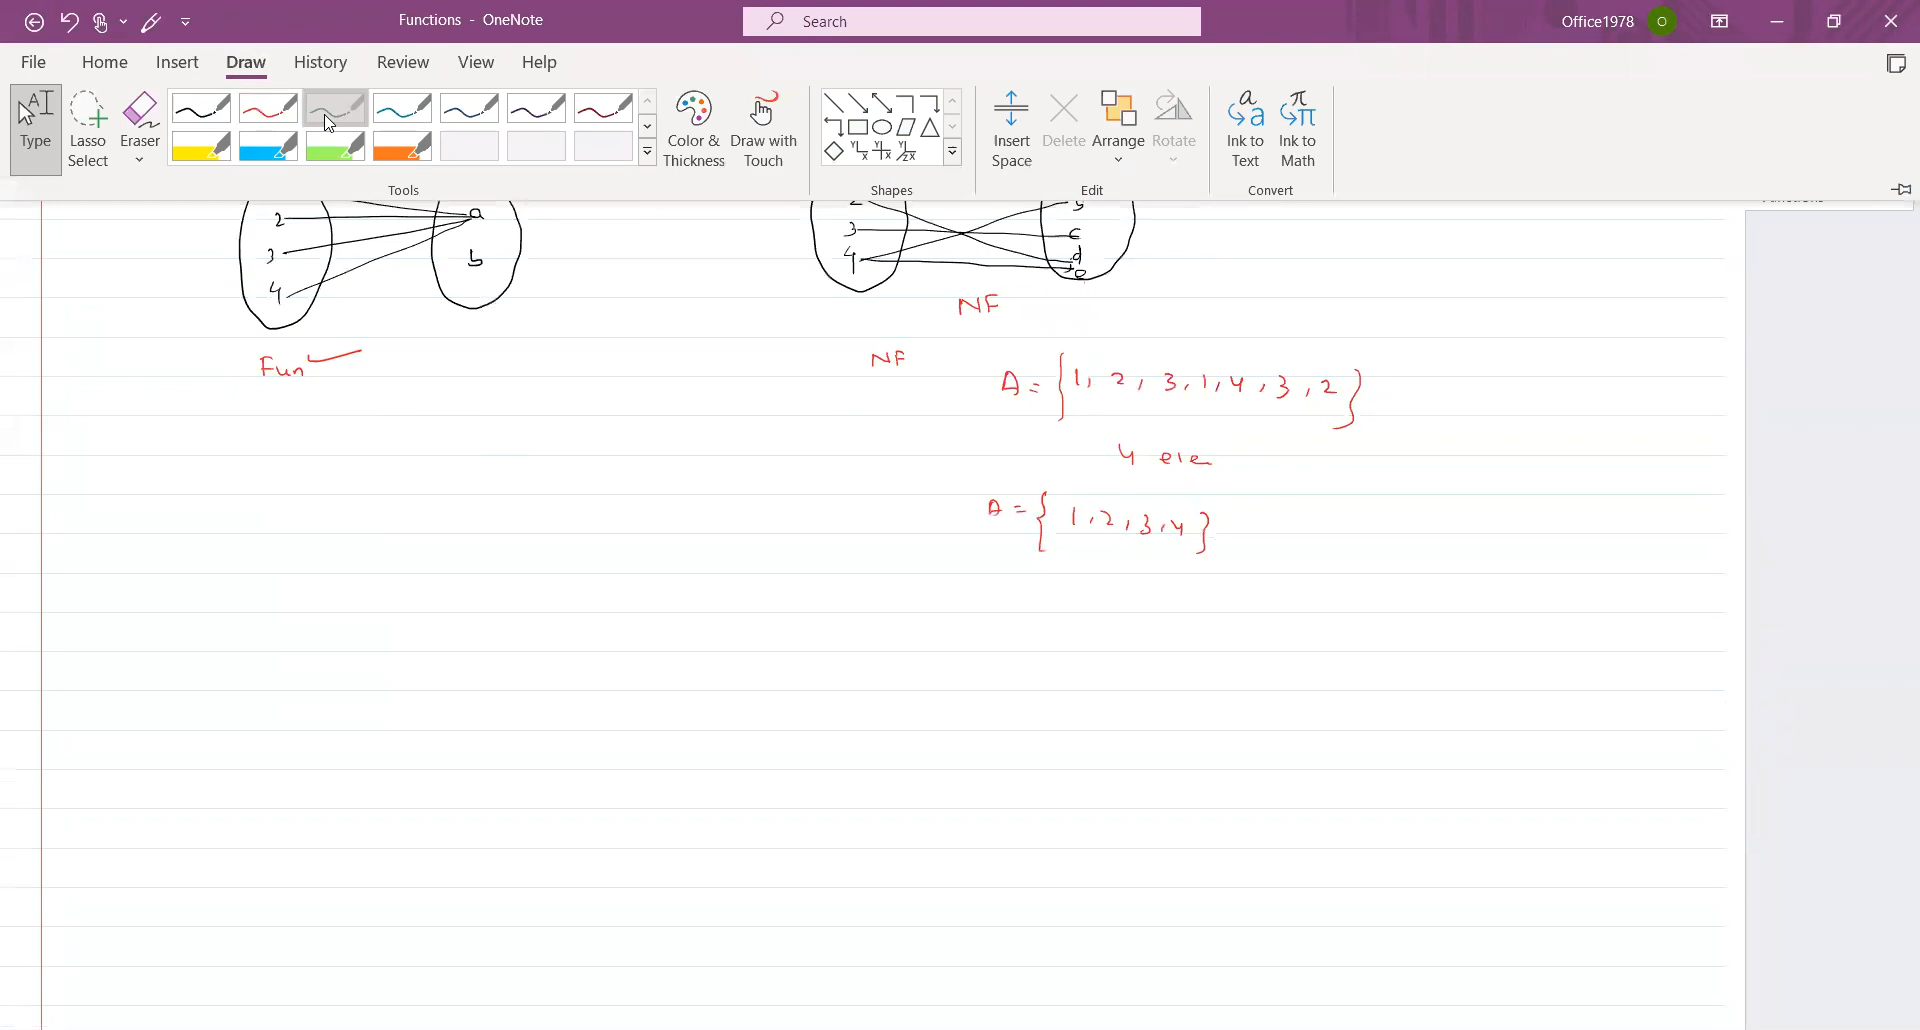 Functions - OneNote
Search
Office1978
O
File Home Insert Draw History Review View Help
Type
Lasso Select
Eraser
Color & Thickness
Draw with Touch
Insert Space
Delete
Arrange
Rotate
Ink to Text
Ink to Math
Tools
Shapes
Edit
Convert
2
3
4
a
b
3
4
c
d
e
NF
Fun
NF
A = {1, 2, 3, 1, 4, 3, 2}
4 ele
A = {1, 2, 3, 4}